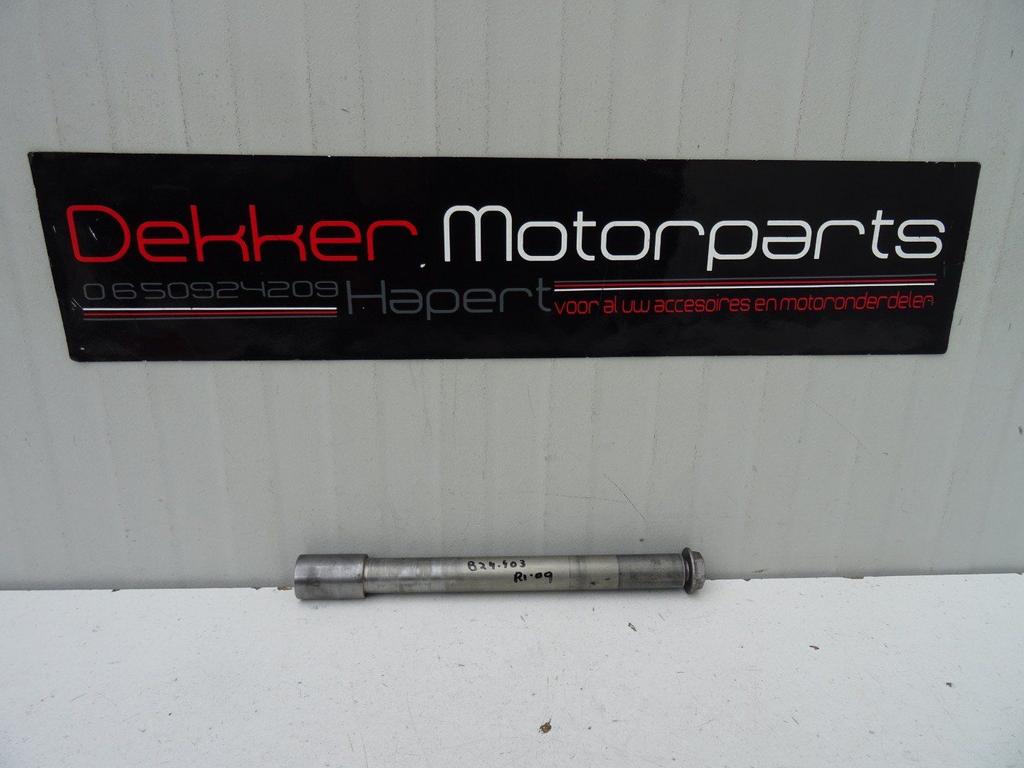 Dekker Motorparts
0650924209 Hapert voor al uw accesoires en motoronderdelen
B24.403
R1-09